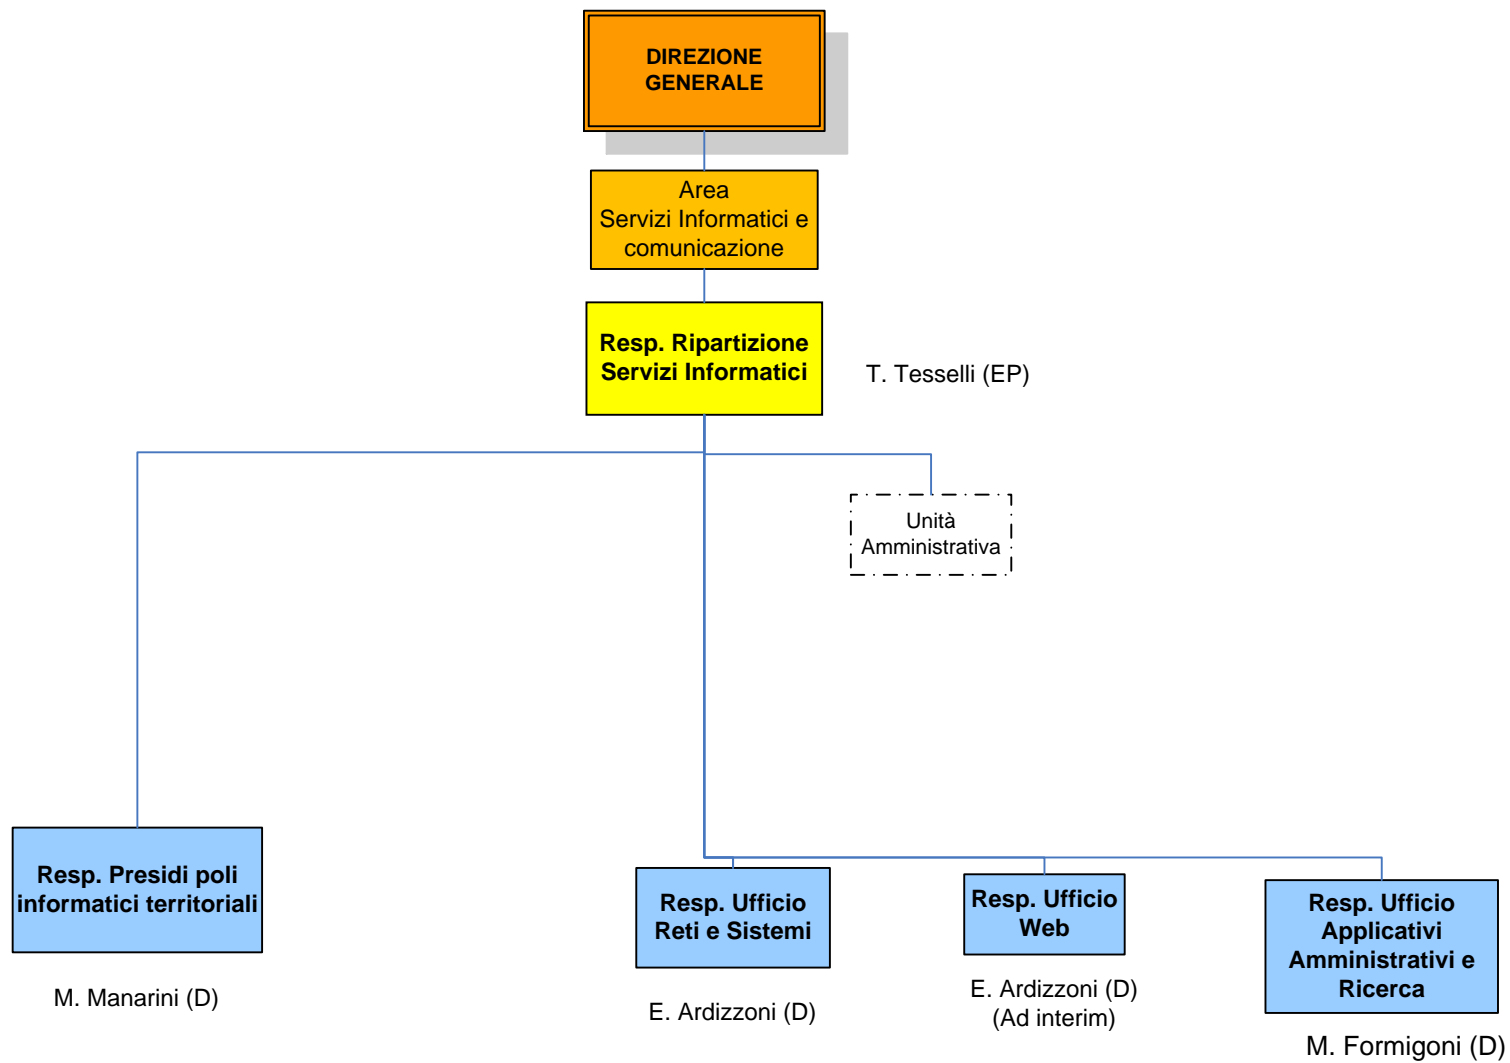 DIREZIONE
GENERALE
Area
Servizi Informatici e
comunicazione
Resp. Ripartizione
Servizi Informatici
T. Tesselli (EP)
Unità
Amministrativa
Resp. Presidi poli
informatici territoriali
M. Manarini (D)
Resp. Ufficio
Reti e Sistemi
E. Ardizzoni (D)
Resp. Ufficio
Web
E. Ardizzoni (D)
(Ad interim)
Resp. Ufficio
Applicativi
Amministrativi e
Ricerca
M. Formigoni (D)